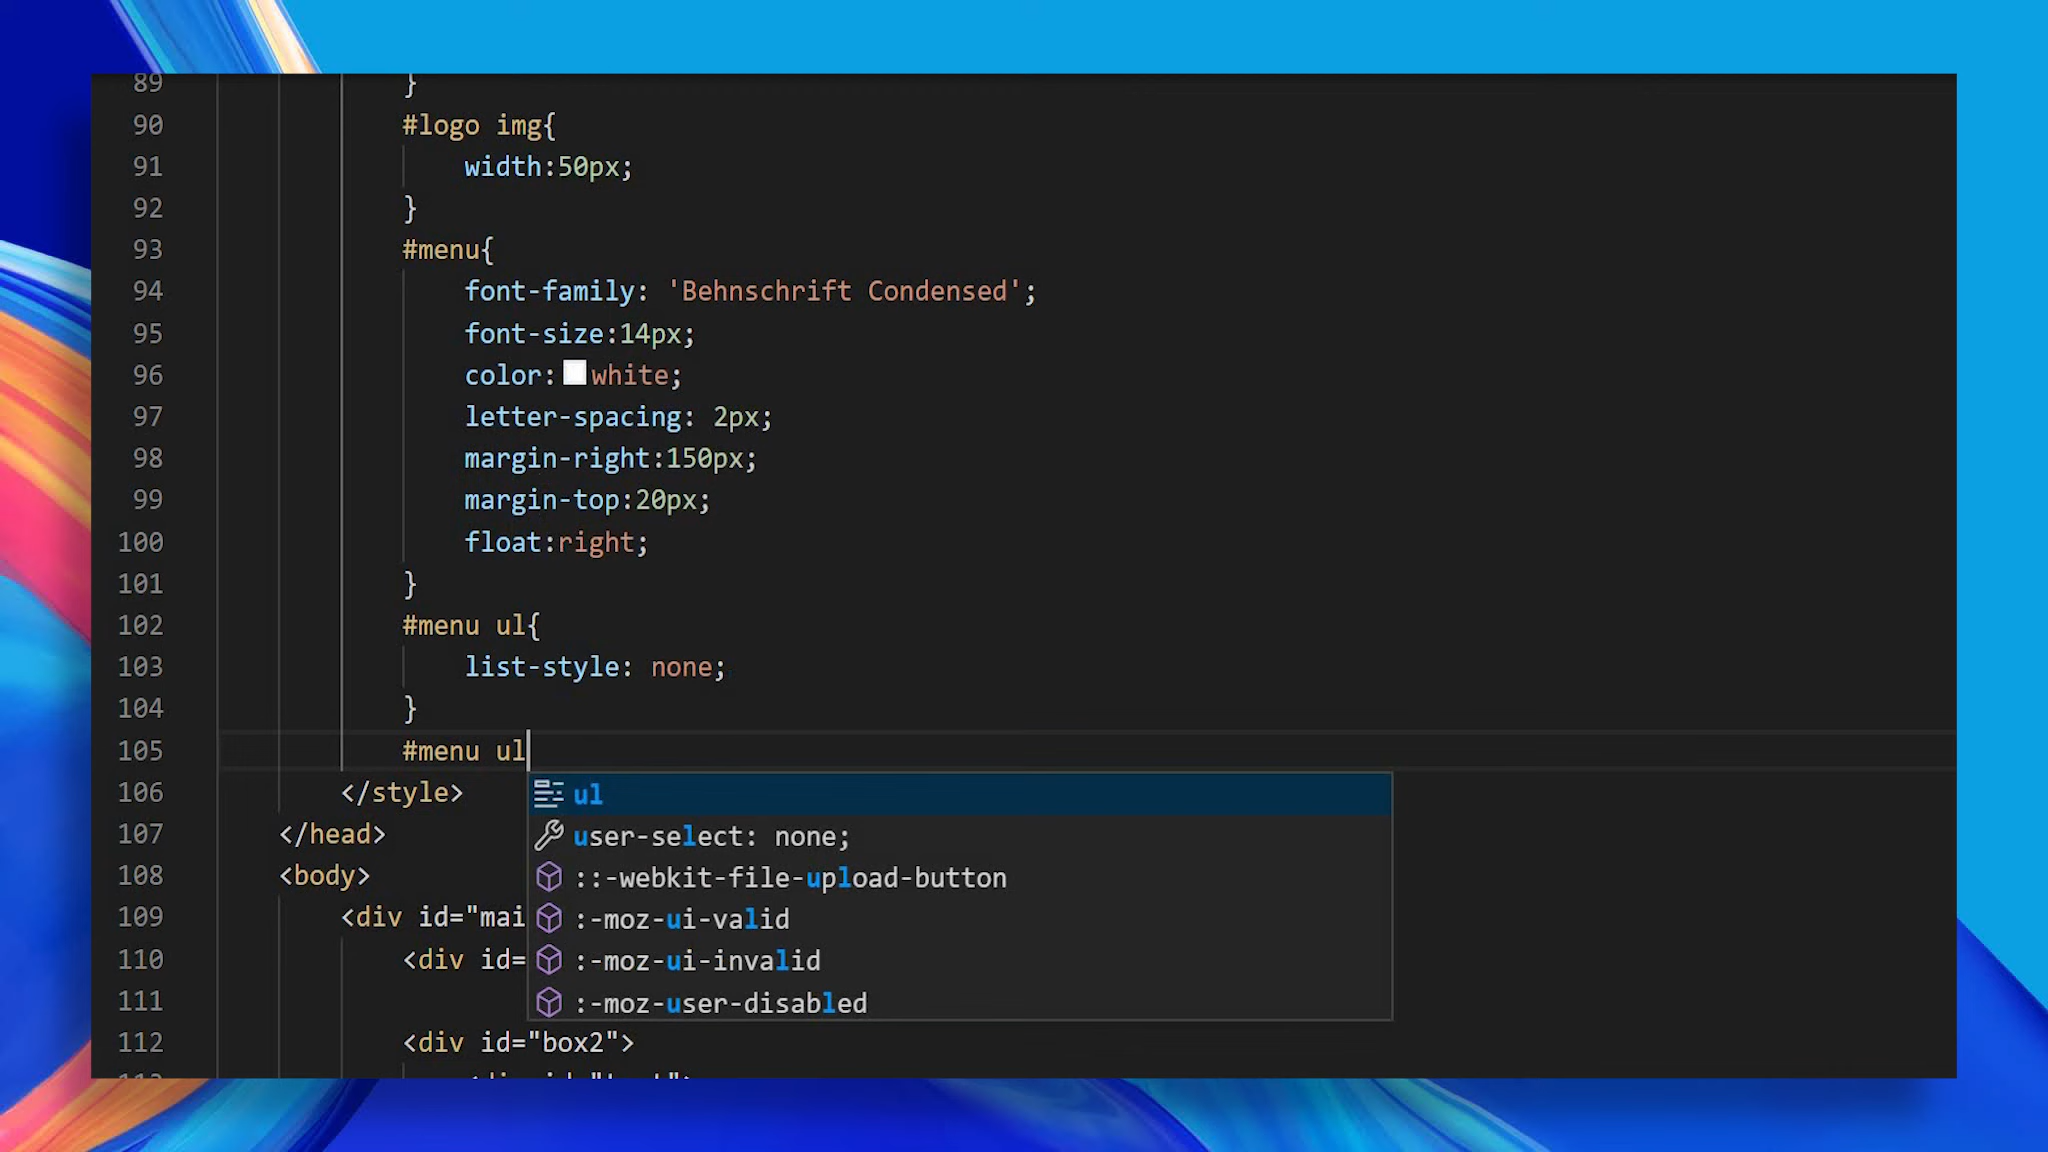 89 }
90 #logo img{
91 width:50px;
92 }
93 #menu{
94 font-family: 'Behnschrift Condensed';
95 font-size:14px;
96 color: white;
97 letter-spacing: 2px;
98 margin-right:150px;
99 margin-top:20px;
100 float:right;
101 }
102 #menu ul{
103 list-style: none;
104 }
105 #menu ul
ul
106 </style>
107 </head>
user-select: none;
108 <body>
::-webkit-file-upload-button
109 <div id="mai
:-moz-ui-valid
110 <div id=
:-moz-ui-invalid
111
:-moz-user-disabled
112 <div id="box2">